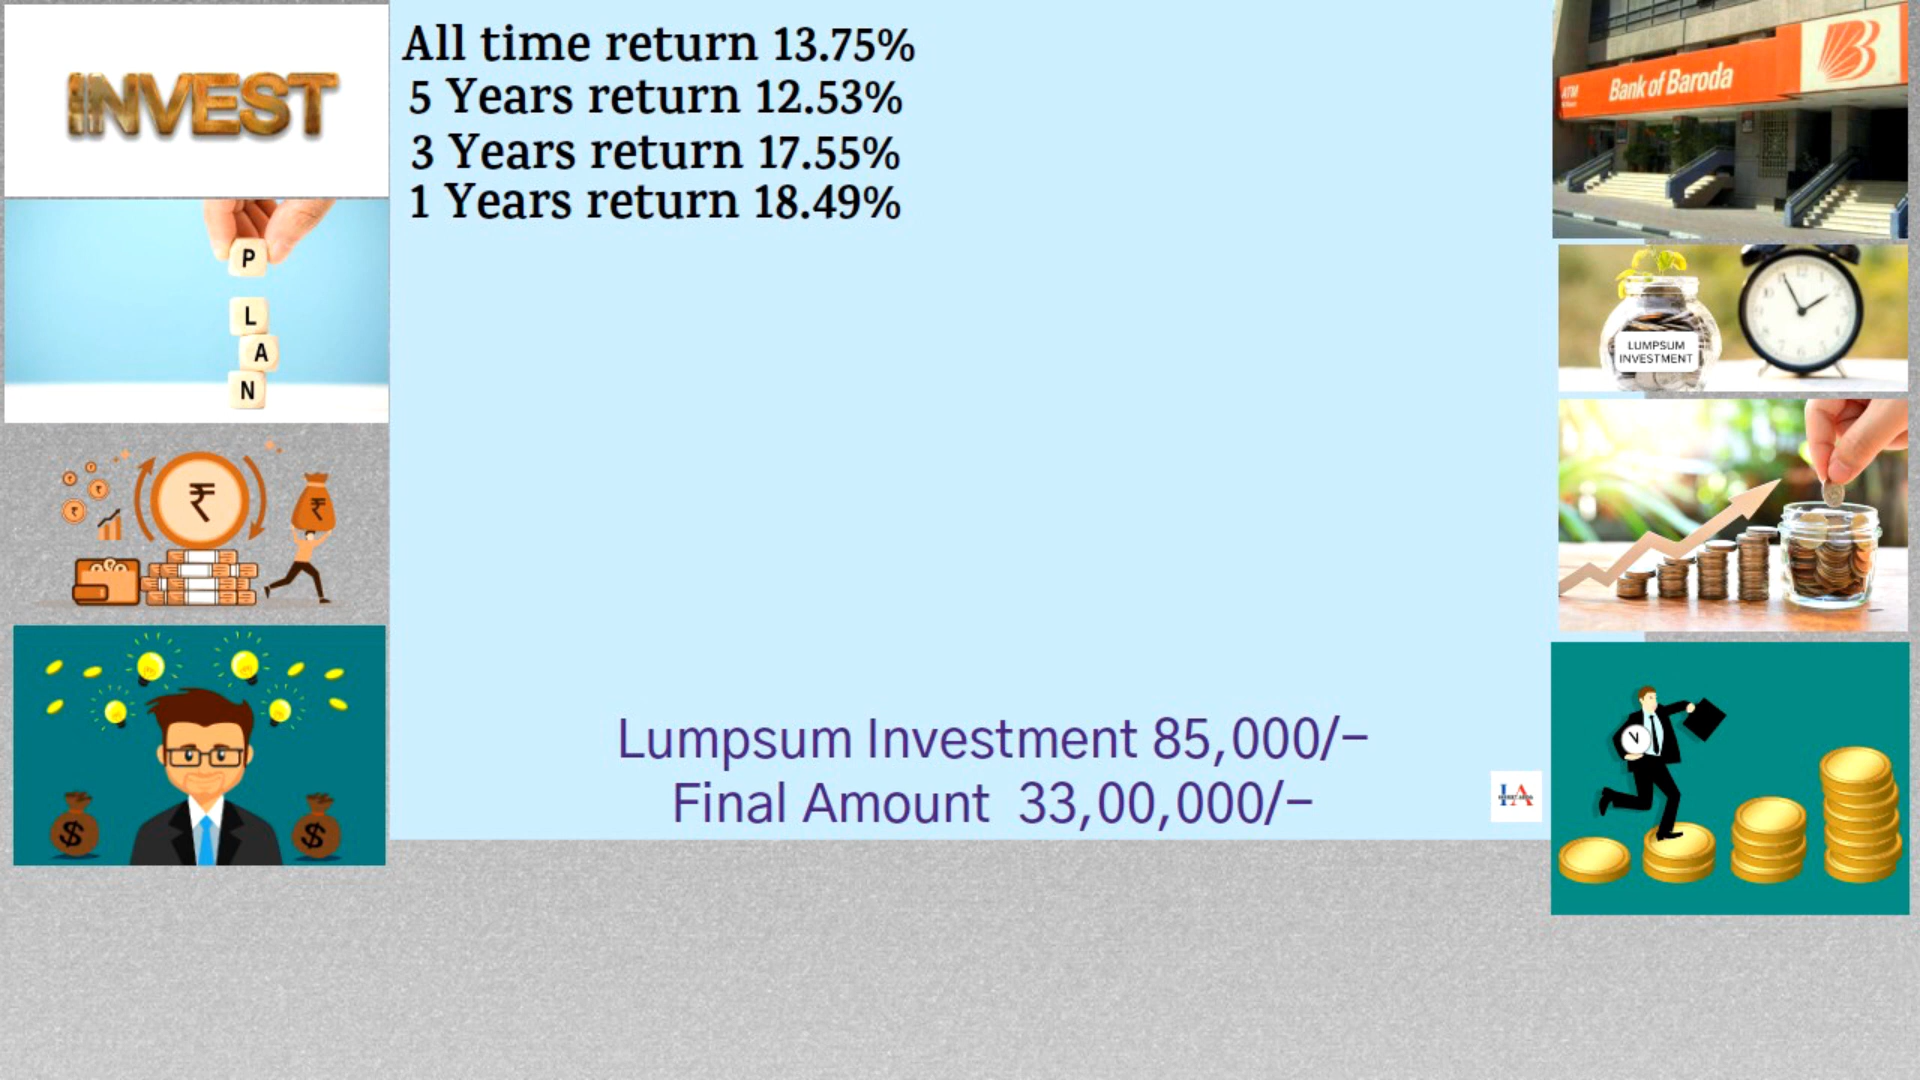 INVEST
P
L
A
N
All time return 13.75%
5 Years return 12.53%
3 Years return 17.55%
1 Years return 18.49%
Lumpsum Investment 85,000/-
Final Amount  33,00,000/-
ATM
Bank of Baroda
LUMPSUM
INVESTMENT